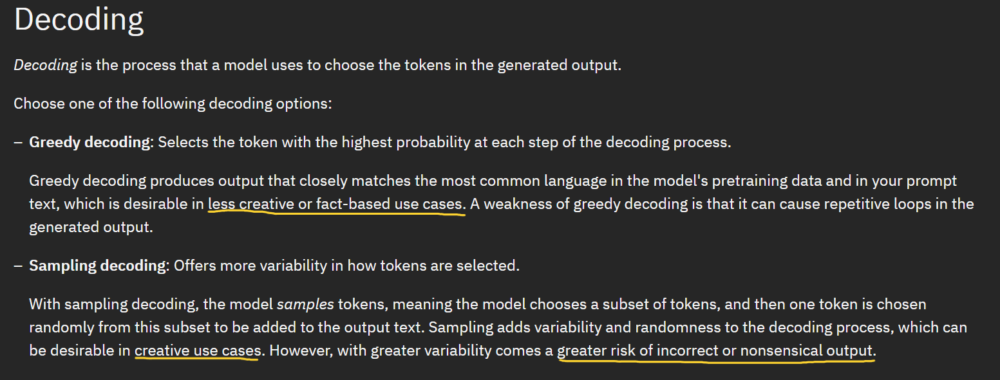 Decoding
Decoding is the process that a model uses to choose the tokens in the generated output.
Choose one of the following decoding options:
– Greedy decoding: Selects the token with the highest probability at each step of the decoding process.
Greedy decoding produces output that closely matches the most common language in the model's pretraining data and in your prompt
text, which is desirable in less creative or fact-based use cases. A weakness of greedy decoding is that it can cause repetitive loops in the
generated output.
– Sampling decoding: Offers more variability in how tokens are selected.
With sampling decoding, the model samples tokens, meaning the model chooses a subset of tokens, and then one token is chosen
randomly from this subset to be added to the output text. Sampling adds variability and randomness to the decoding process, which can
be desirable in creative use cases. However, with greater variability comes a greater risk of incorrect or nonsensical output.